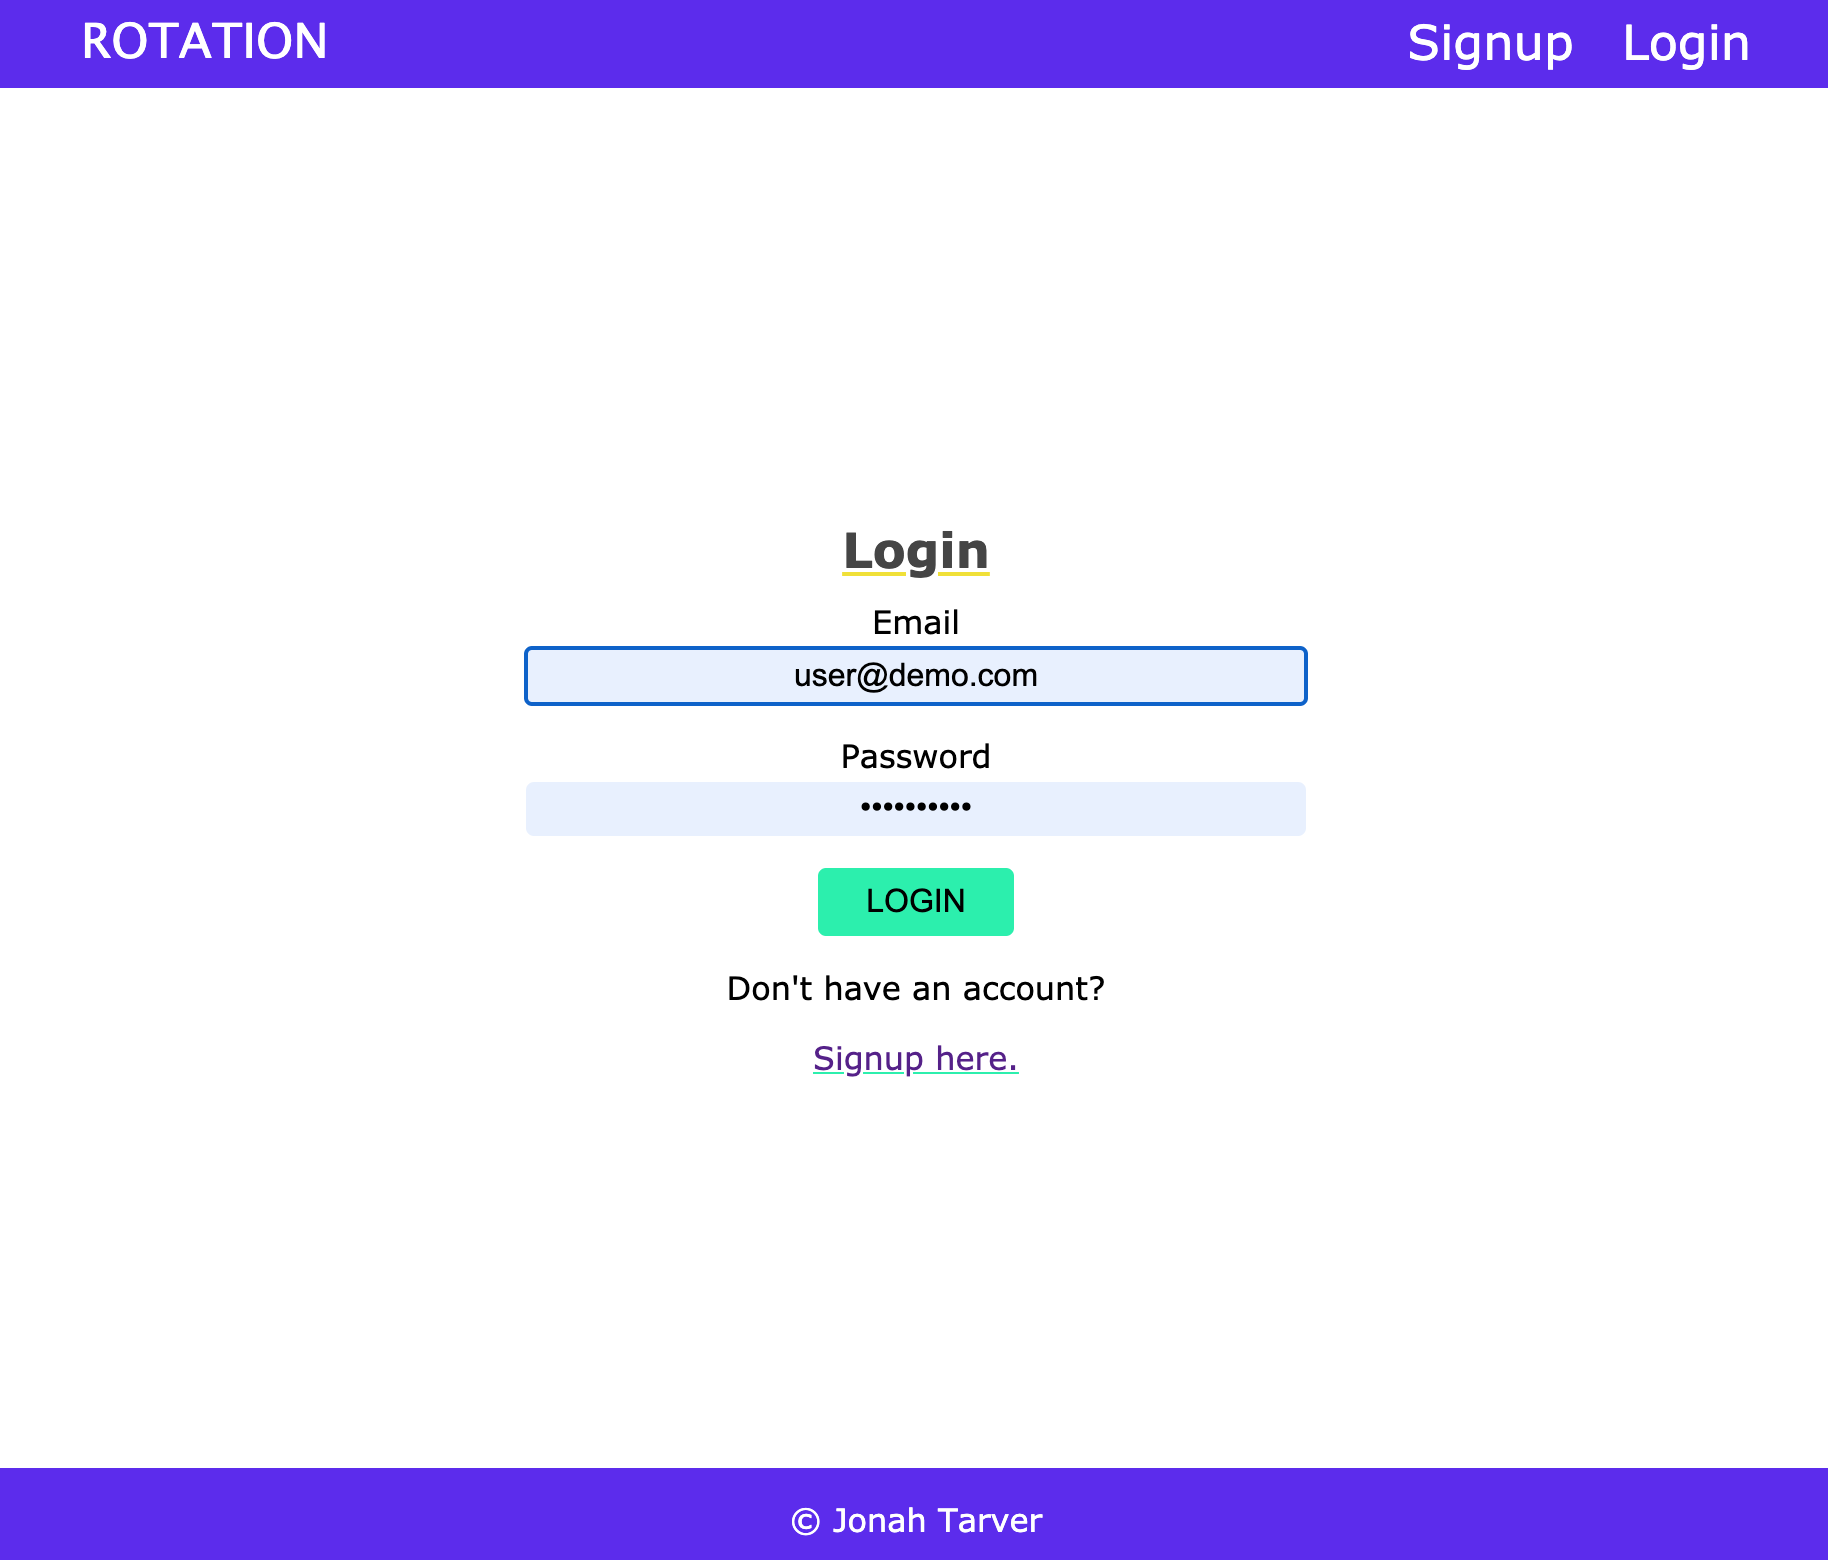 ROTATION
Signup Login
Login
Email
user@demo.com
Password
••••••••••
LOGIN
Don't have an account?
Signup here.
© Jonah Tarver